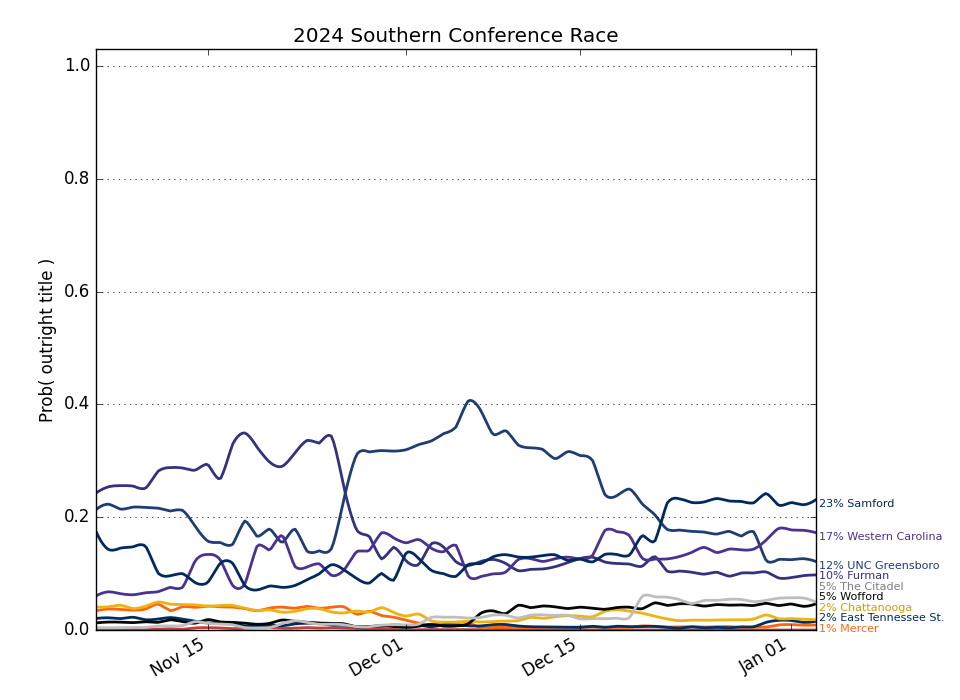 2024 Southern Conference Race
Prob( outright title )
1.0
0.8
0.6
0.4
0.2
0.0
Nov 15
Dec 01
Dec 15
Jan 01
23% Samford
17% Western Carolina
12% UNC Greensboro
10% Furman
5% The Citadel
5% Wofford
2% Chattanooga
2% East Tennessee St.
1% Mercer